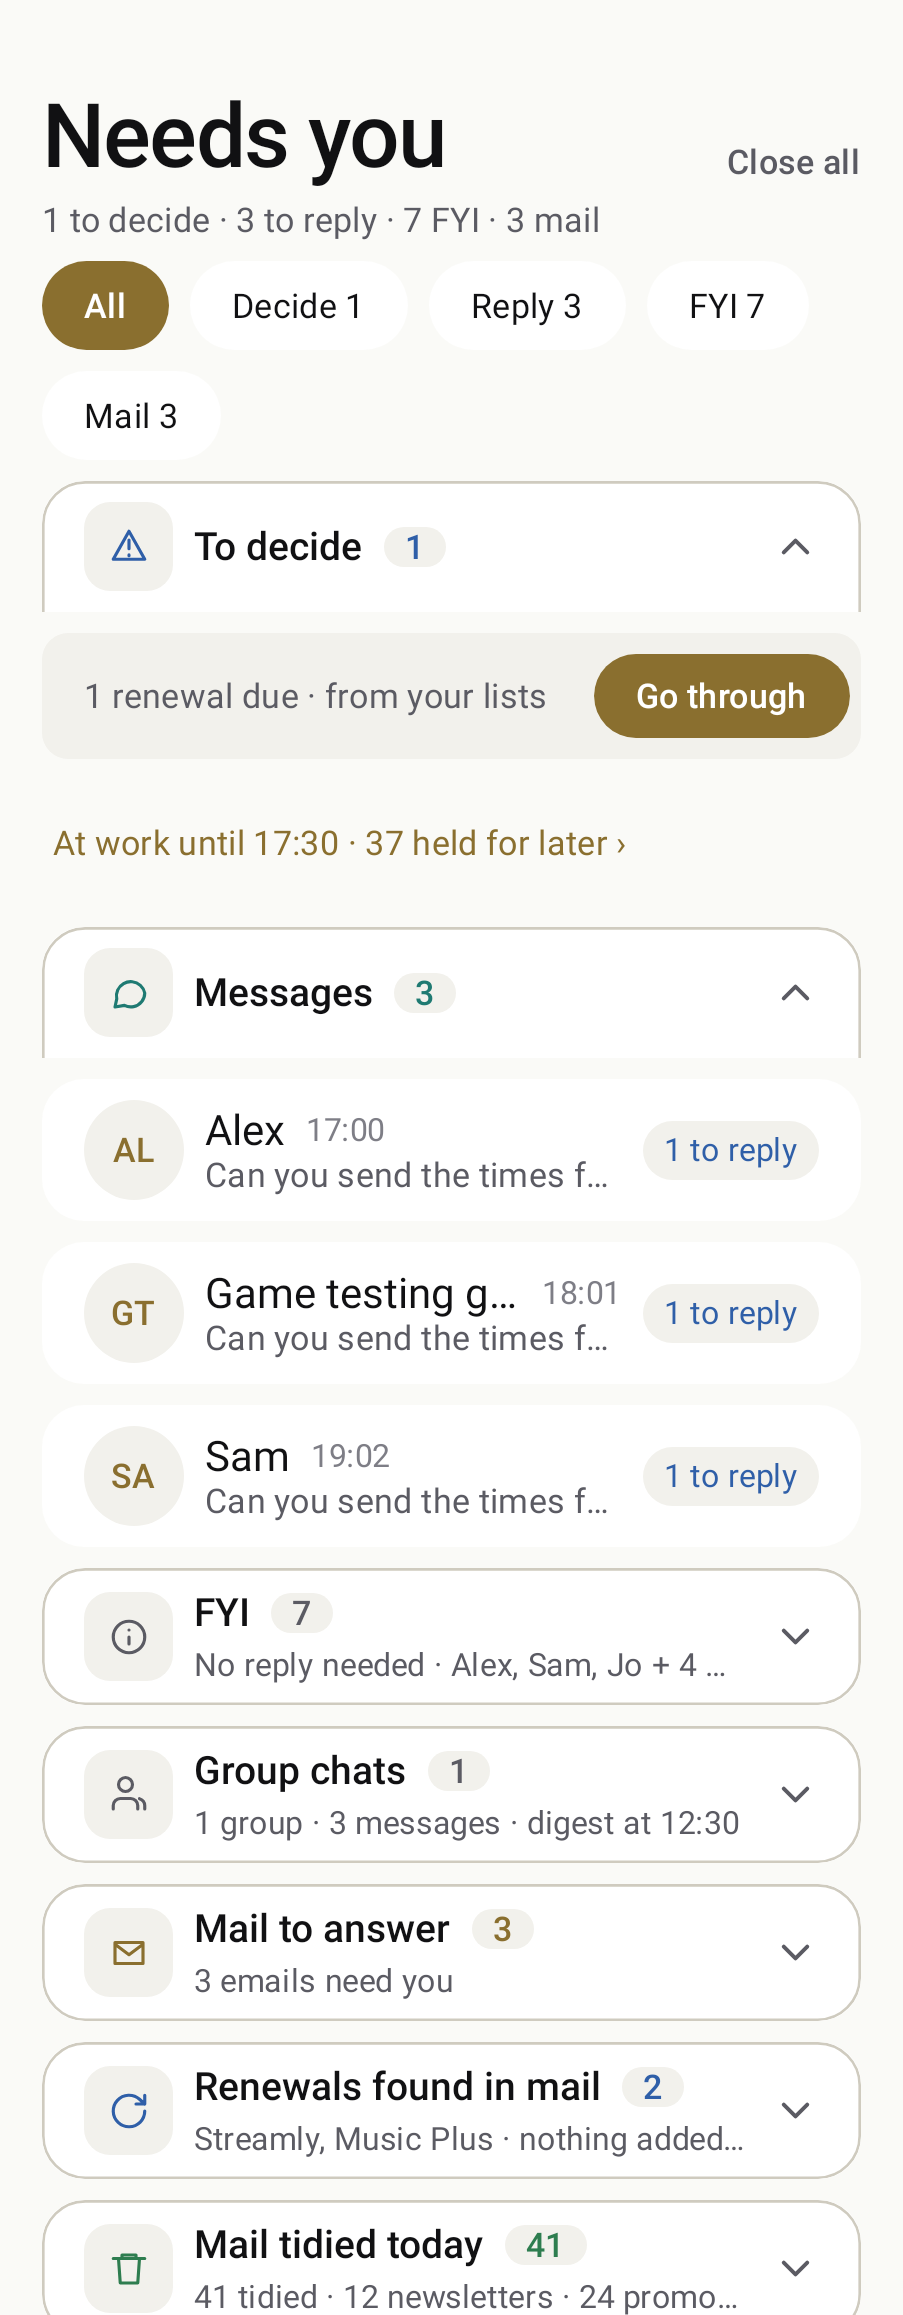 Needs you
Close all
1 to decide · 3 to reply · 7 FYI · 3 mail
All
Decide 1
Reply 3
FYI 7
Mail 3
To decide 1
1 renewal due · from your lists
Go through
At work until 17:30 · 37 held for later ›
Messages 3
AL
Alex 17:00
Can you send the times f…
1 to reply
GT
Game testing g… 18:01
Can you send the times f…
1 to reply
SA
Sam 19:02
Can you send the times f…
1 to reply
FYI 7
No reply needed · Alex, Sam, Jo + 4 …
Group chats 1
1 group · 3 messages · digest at 12:30
Mail to answer 3
3 emails need you
Renewals found in mail 2
Streamly, Music Plus · nothing added…
Mail tidied today 41
41 tidied · 12 newsletters · 24 promo…